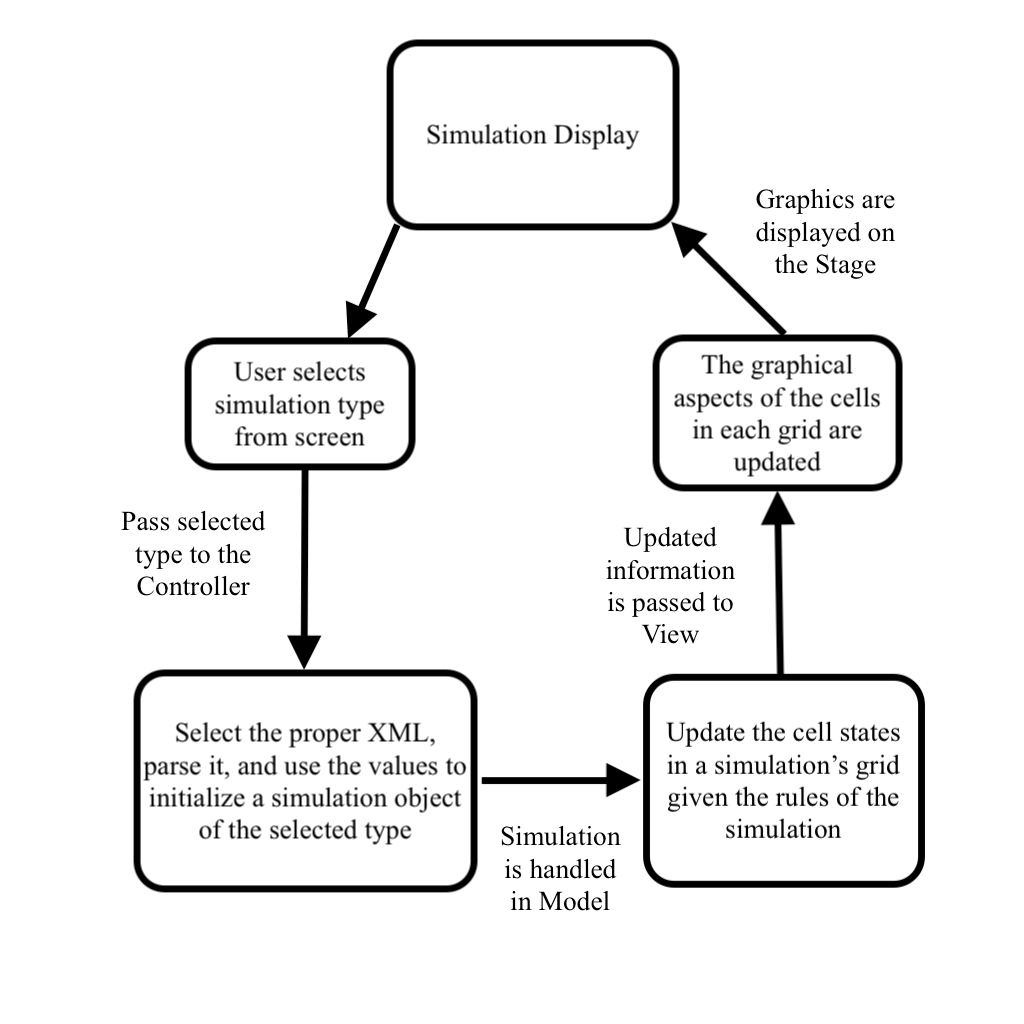 Simulation Display
Graphics are
displayed on
the Stage
User selects
simulation type
from screen
The graphical
aspects of the cells
in each grid are
updated
Pass selected
type to the
Controller
Updated
information
is passed to
View
Select the proper XML,
parse it, and use the values to
initialize a simulation object
of the selected type
Simulation
is handled
in Model
Update the cell states
in a simulation’s grid
given the rules of the
simulation